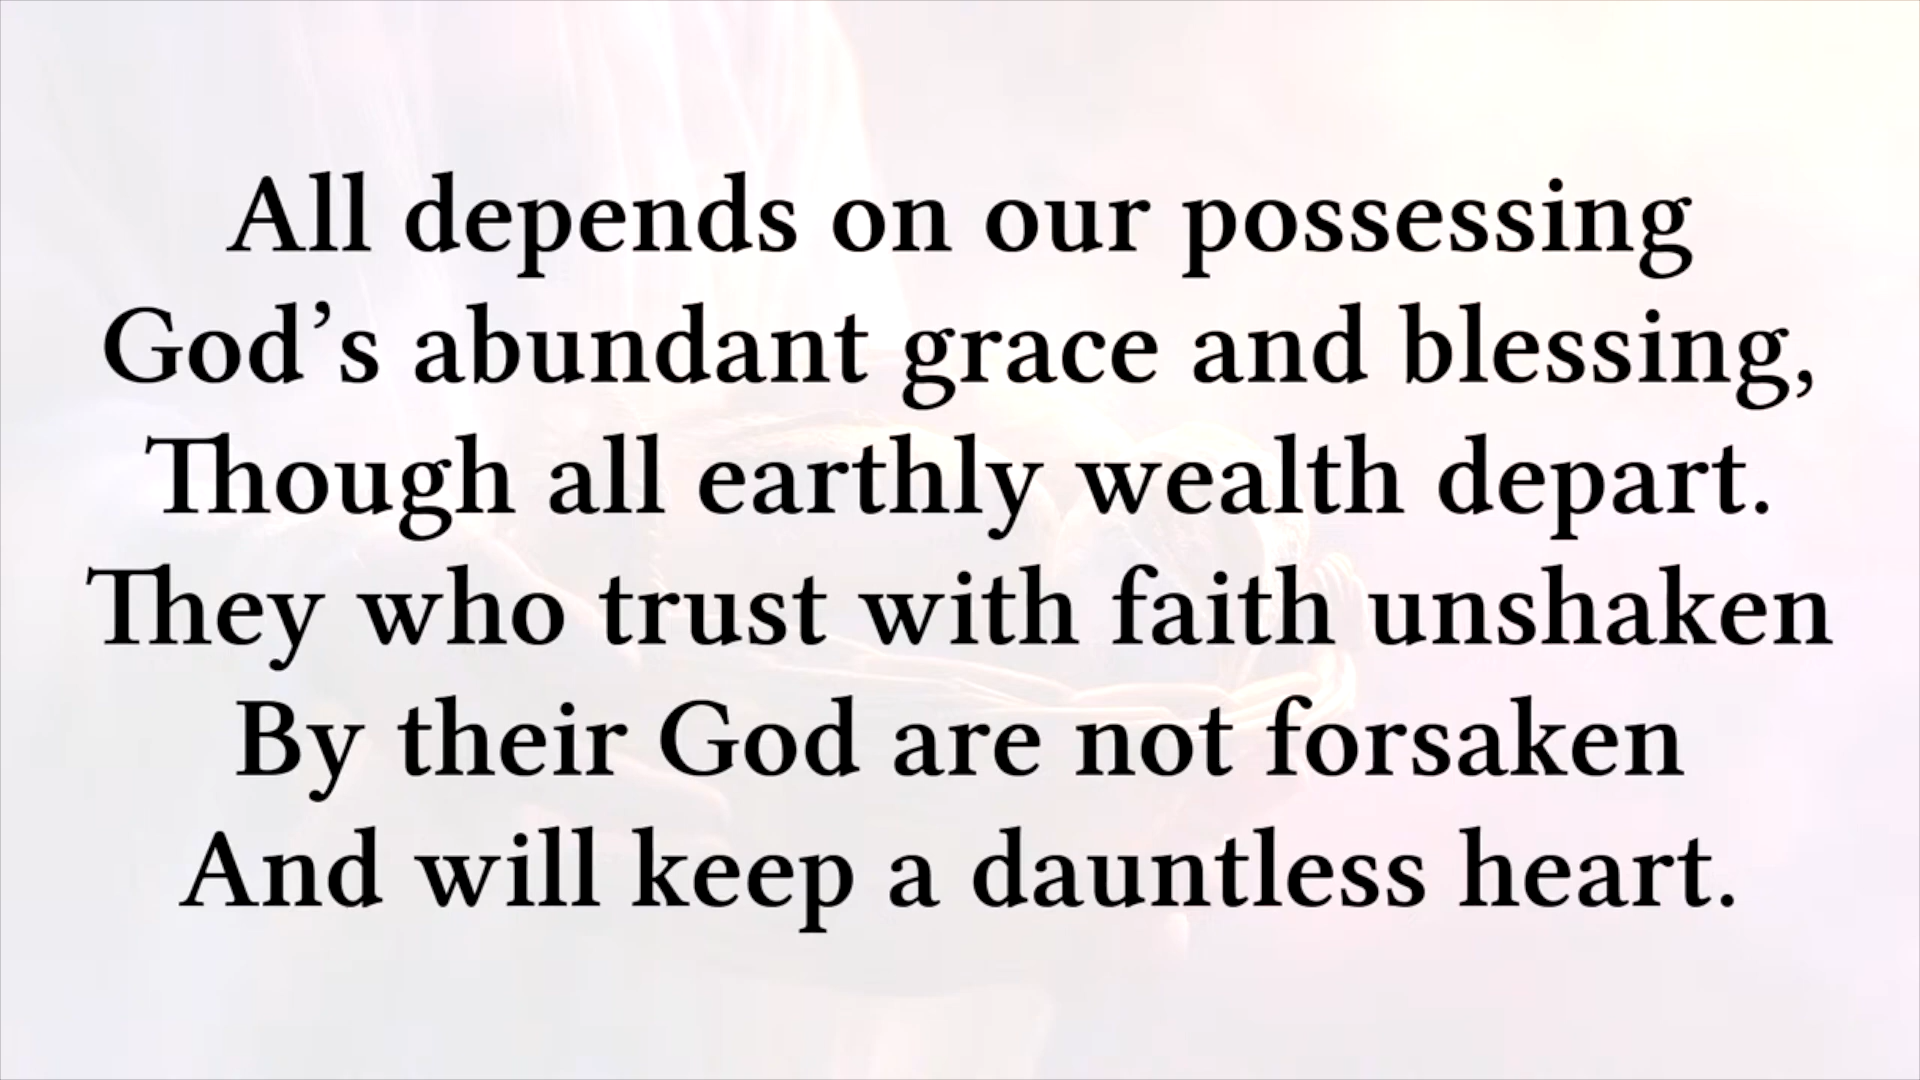 All depends on our possessing
God’s abundant grace and blessing,
Though all earthly wealth depart.
They who trust with faith unshaken
By their God are not forsaken
And will keep a dauntless heart.